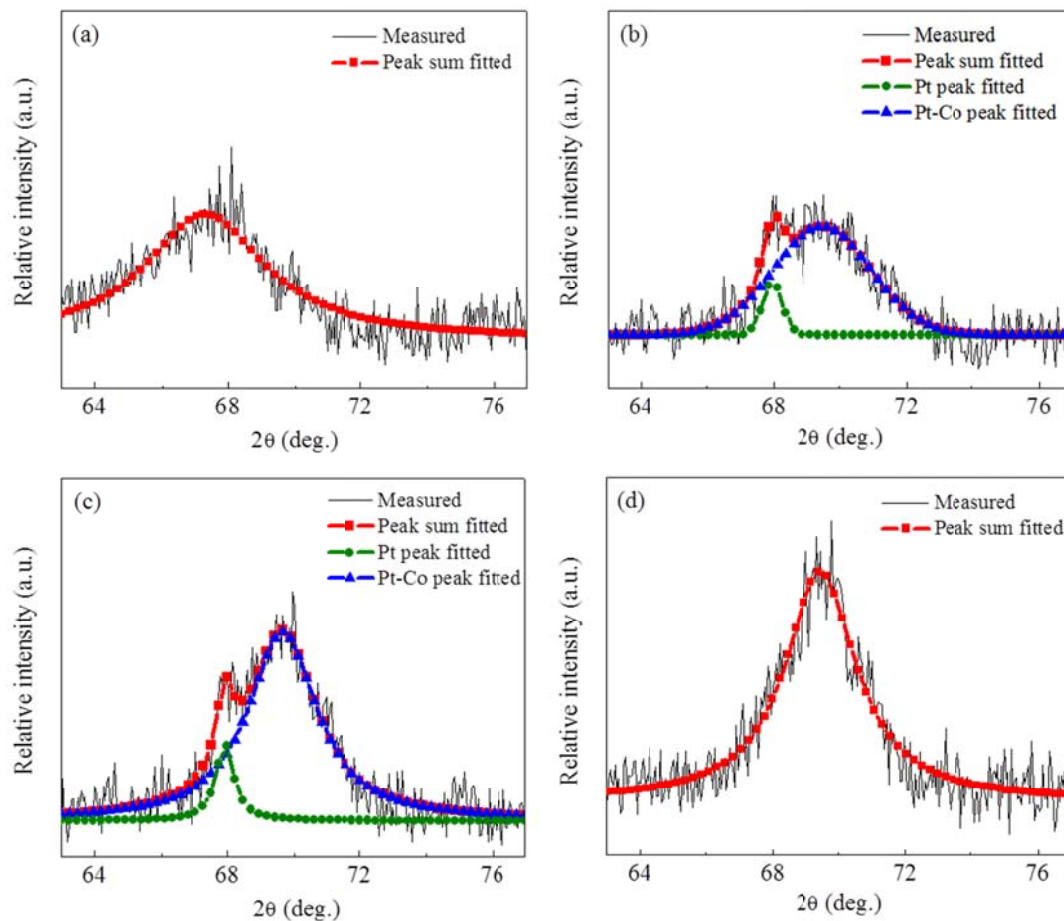 (a)
Measured
Peak sum fitted
Relative intensity (a.u.)
64 68 72 76
2θ (deg.)
(b)
Measured
Peak sum fitted
Pt peak fitted
Pt-Co peak fitted
Relative intensity (a.u.)
64 68 72 76
2θ (deg.)
(c)
Measured
Peak sum fitted
Pt peak fitted
Pt-Co peak fitted
Relative intensity (a.u.)
64 68 72 76
2θ (deg.)
(d)
Measured
Peak sum fitted
Relative intensity (a.u.)
64 68 72 76
2θ (deg.)